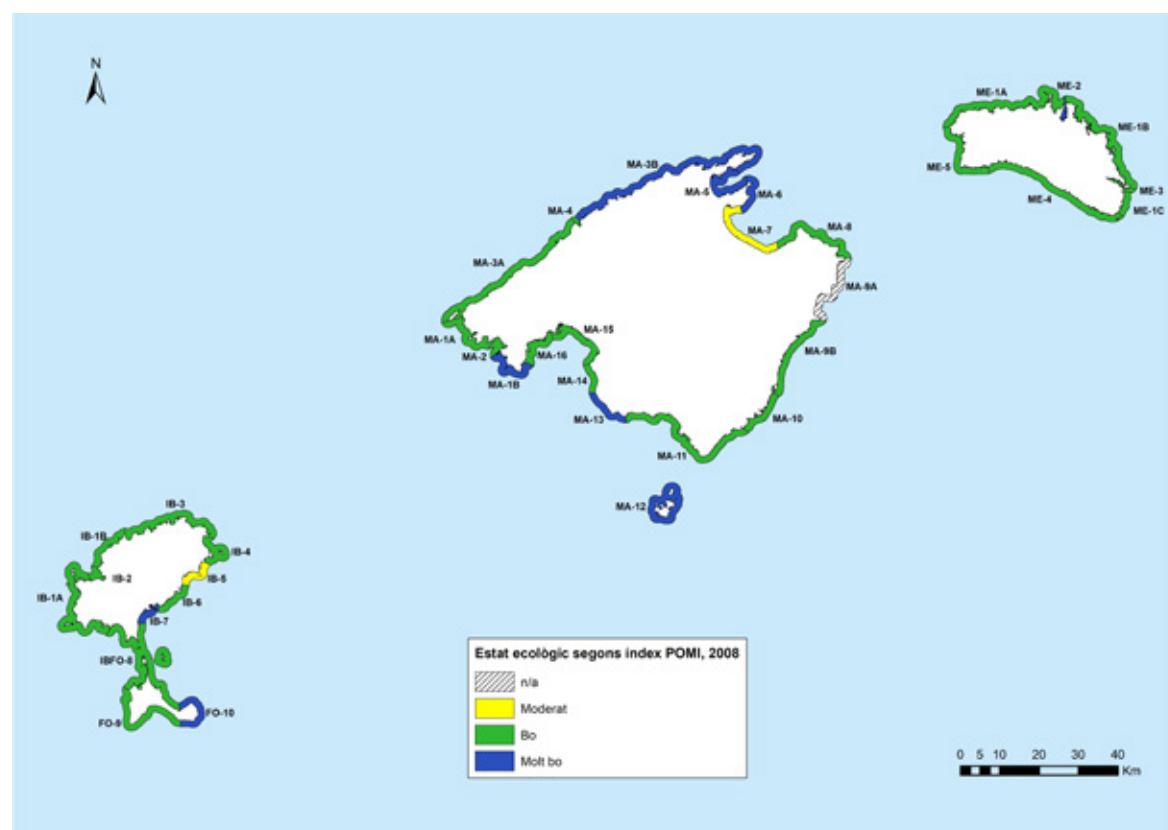 N
ME-1A
ME-2
ME-1B
ME-5
ME-3
ME-4
ME-1C
MA-3B
MA-5
MA-6
MA-4
MA-7
MA-8
MA-3A
MA-9A
MA-1A
MA-15
MA-2
MA-16
MA-9B
MA-1B
MA-14
MA-13
MA-10
MA-11
MA-12
IB-3
IB-1B
IB-4
IB-2
IB-5
IB-1A
IB-6
IB-7
IBFO-8
FO-10
FO-9
Estat ecològic segons índex POMI, 2008
n/a
Moderat
Bo
Molt bo
0 5 10 20 30 40
Km